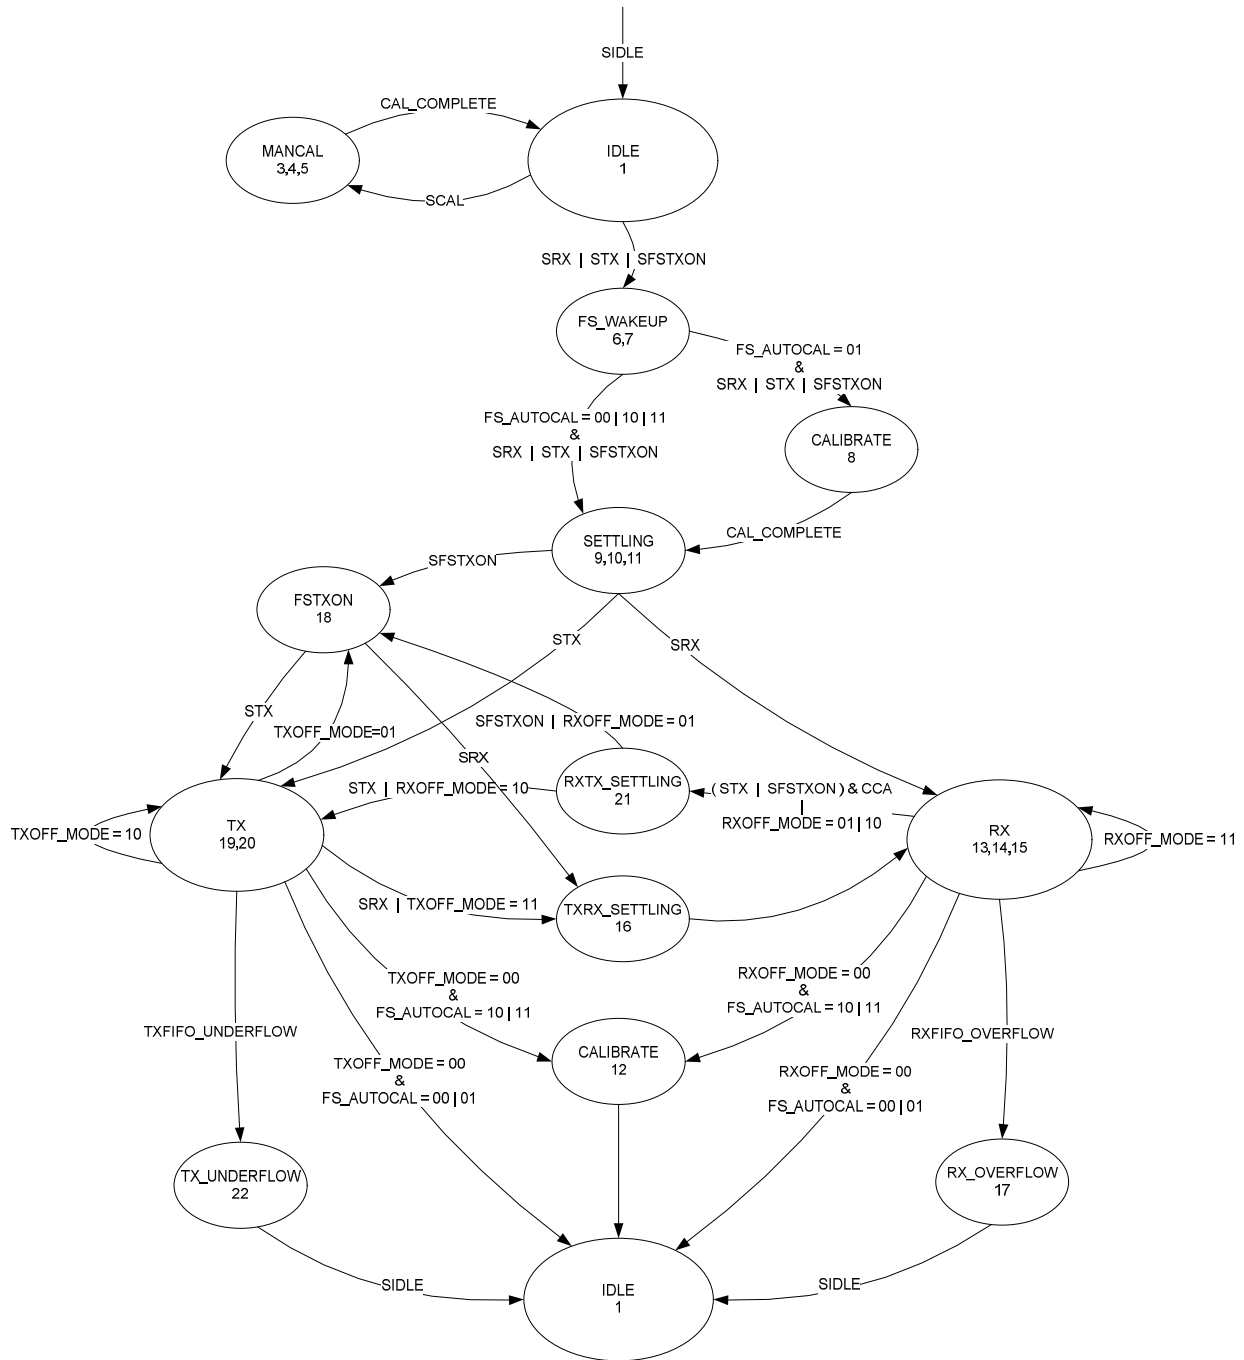 SIDLE
CAL_COMPLETE
MANCAL
3,4,5
IDLE
1
SCAL
SRX | STX | SFSTXON
FS_WAKEUP
6,7
FS_AUTOCAL = 01
&
SRX | STX | SFSTXON
FS_AUTOCAL = 00 | 10 | 11
&
SRX | STX | SFSTXON
CALIBRATE
8
CAL_COMPLETE
SETTLING
9,10,11
SFSTXON
FSTXON
18
STX
SRX
STX
TXOFF_MODE=01
SFSTXON | RXOFF_MODE = 01
SRX
RXTX_SETTLING
21
STX | RXOFF_MODE = 10
( STX | SFSTXON ) & CCA
|
RXOFF_MODE = 01 | 10
TXOFF_MODE = 10
TX
19,20
RX
13,14,15
RXOFF_MODE = 11
SRX | TXOFF_MODE = 11
TXRX_SETTLING
16
TXOFF_MODE = 00
&
FS_AUTOCAL = 10 | 11
RXOFF_MODE = 00
&
FS_AUTOCAL = 10 | 11
TXFIFO_UNDERFLOW
RXFIFO_OVERFLOW
CALIBRATE
12
TXOFF_MODE = 00
&
FS_AUTOCAL = 00 | 01
RXOFF_MODE = 00
&
FS_AUTOCAL = 00 | 01
TX_UNDERFLOW
22
RX_OVERFLOW
17
SIDLE
SIDLE
IDLE
1